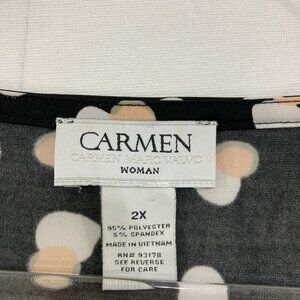 CARMEN
CARMEN MARC VALVO
WOMAN
2X
95% POLYESTER
5% SPANDEX
MADE IN VIETNAM
RN# 93178
SEE REVERSE
FOR CARE